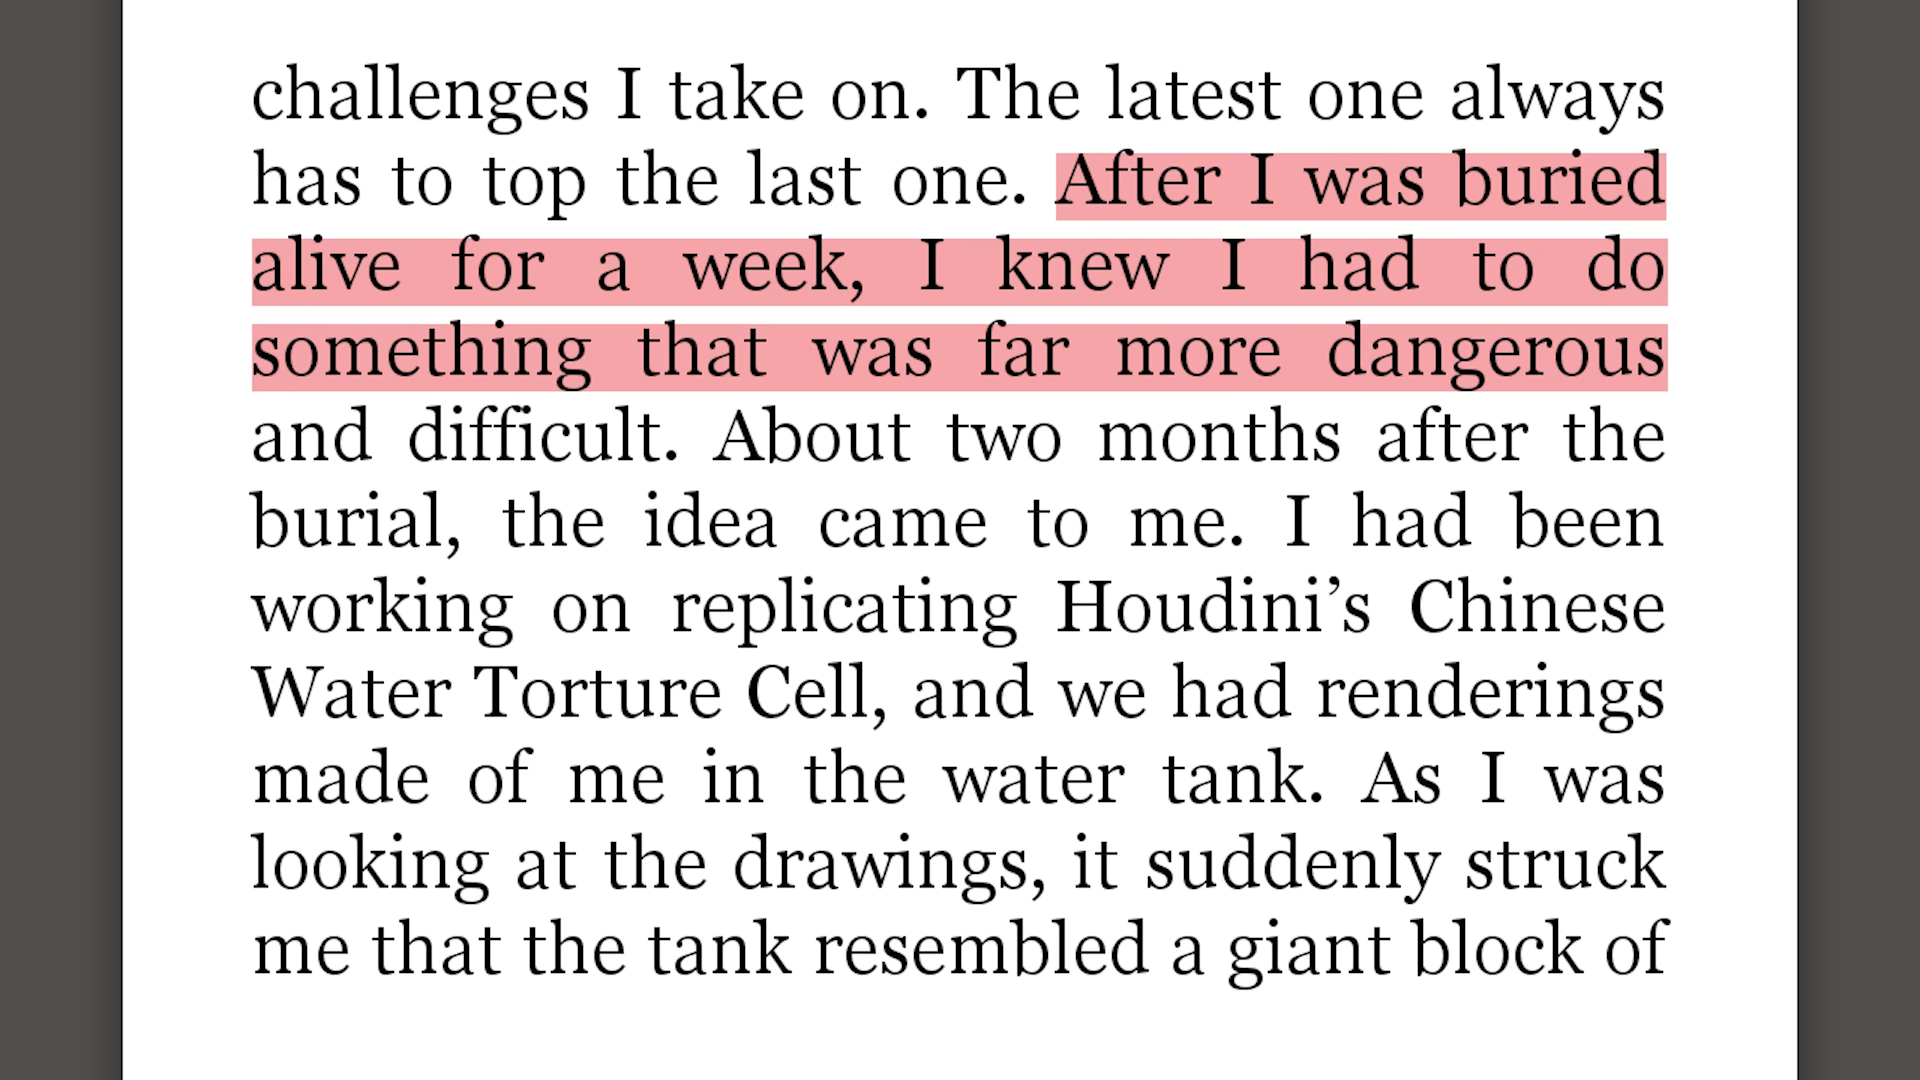 challenges I take on. The latest one always
has to top the last one. After I was buried
alive for a week, I knew I had to do
something that was far more dangerous
and difficult. About two months after the
burial, the idea came to me. I had been
working on replicating Houdini’s Chinese
Water Torture Cell, and we had renderings
made of me in the water tank. As I was
looking at the drawings, it suddenly struck
me that the tank resembled a giant block of